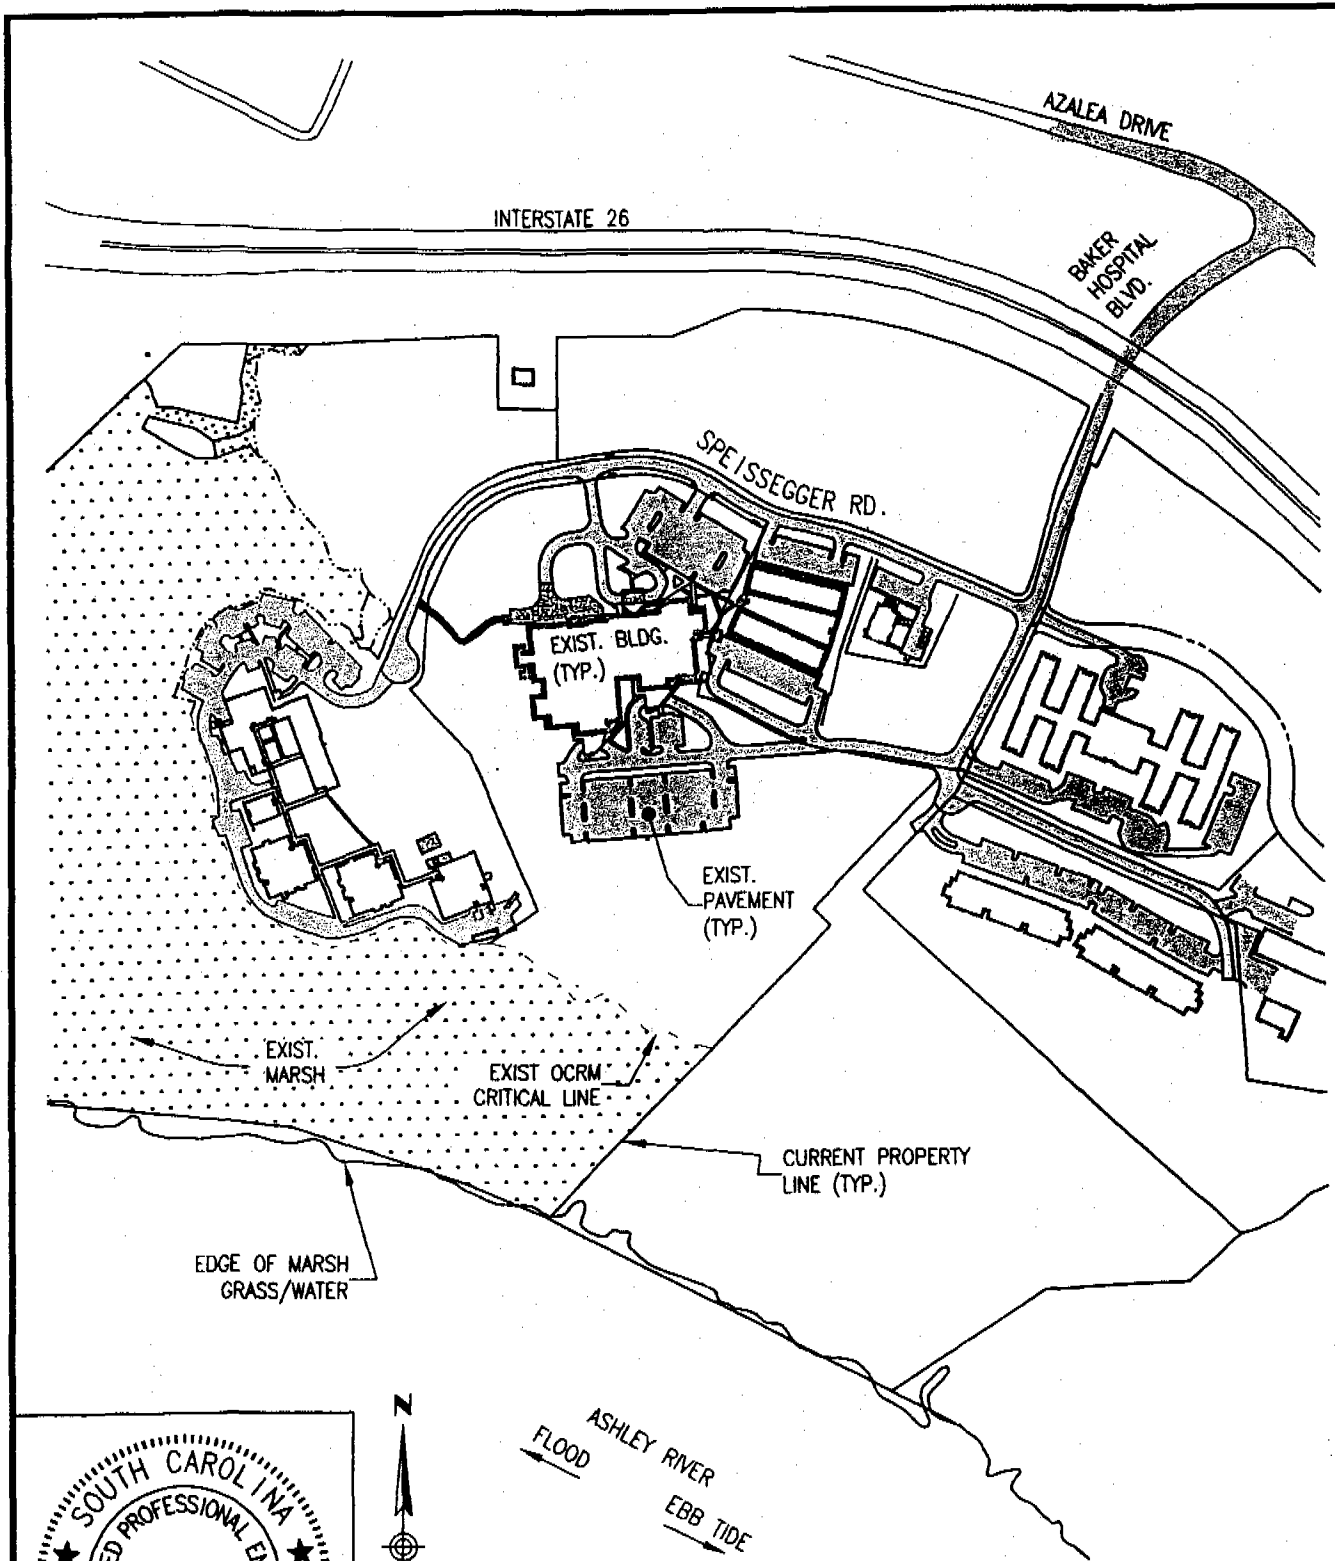 AZALEA DRIVE
INTERSTATE 26
BAKER
HOSPITAL
BLVD.
SPEISSEGGER RD.
EXIST. BLDG.
(TYP.)
EXIST.
PAVEMENT
(TYP.)
EXIST.
MARSH
EXIST OCRM
CRITICAL LINE
CURRENT PROPERTY
LINE (TYP.)
EDGE OF MARSH
GRASS/WATER
N
ASHLEY RIVER
FLOOD
EBB TIDE
SOUTH CAROLINA
PROFESSIONAL